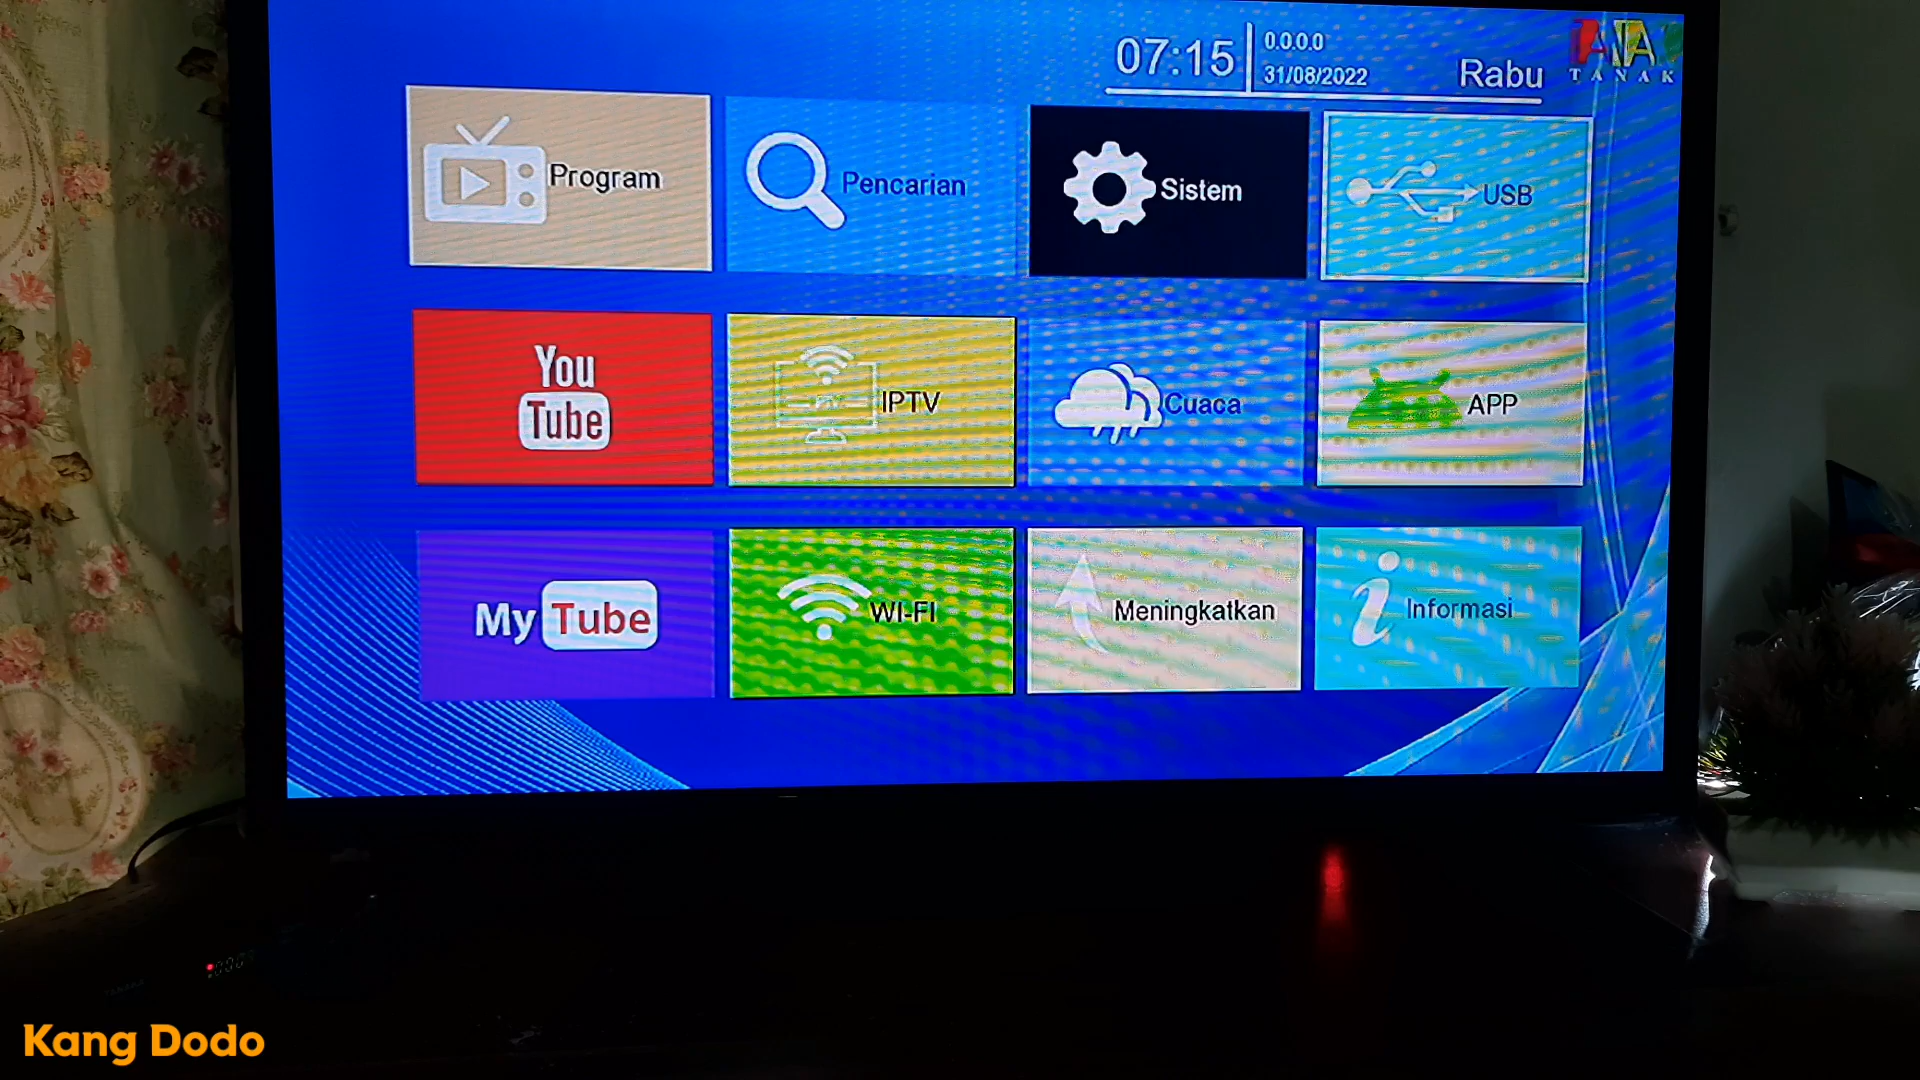 07:15
0.0.0.0
31/08/2022
Rabu
TANAK
Program
Pencarian
Sistem
USB
You
Tube
IPTV
Cuaca
APP
My Tube
WI-FI
Meningkatkan
Informasi
Kang Dodo